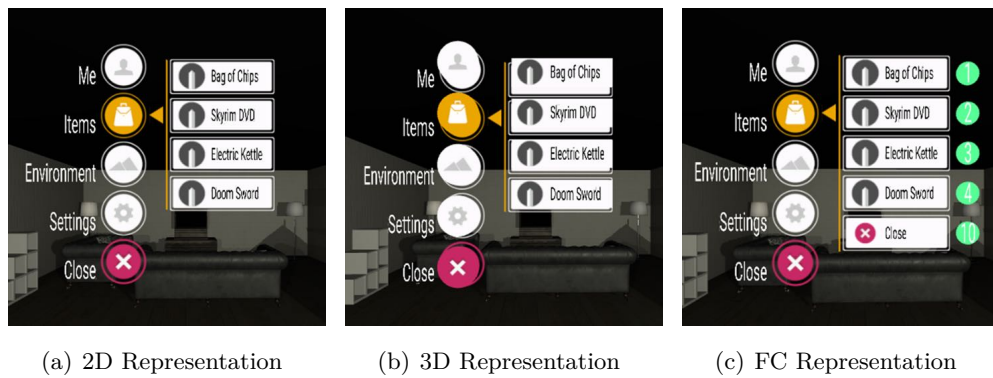 Me
Items
Environment
Settings
Close
Bag of Chips
Skyrim DVD
Electric Kettle
Doom Sword
Me
Items
Environment
Settings
Close
Bag of Chips
Skyrim DVD
Electric Kettle
Doom Sword
Me
Items
Environment
Settings
Close
Bag of Chips 1
Skyrim DVD 2
Electric Kettle 3
Doom Sword 4
Close 10
(a) 2D Representation
(b) 3D Representation
(c) FC Representation